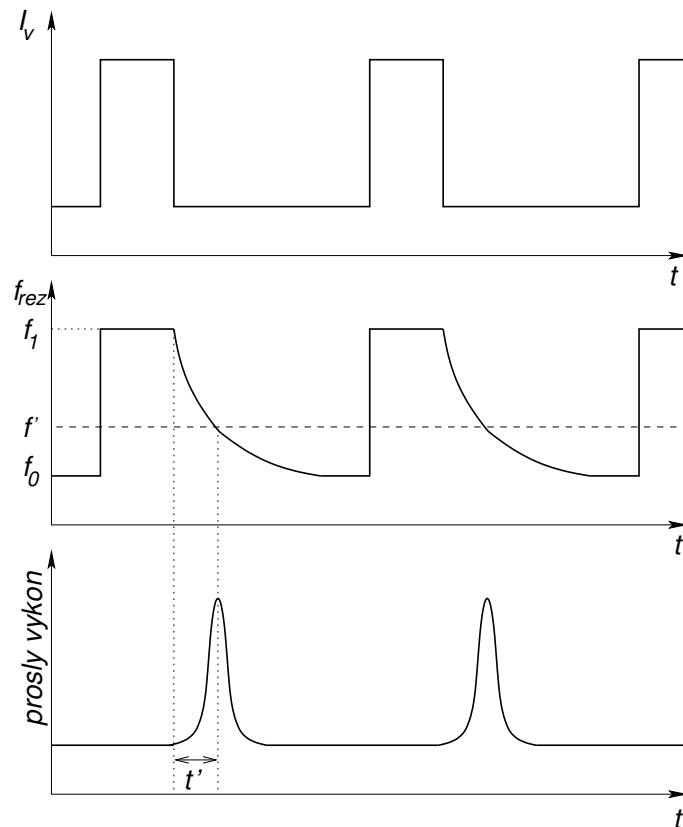 I_v
t
f_rez
f_1
f'
f_0
t
prosly vykon
t'
t